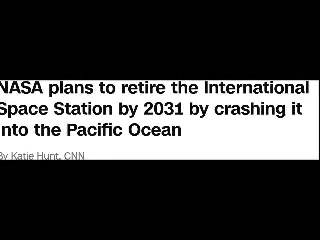 NASA plans to retire the International
Space Station by 2031 by crashing it
into the Pacific Ocean
By Katie Hunt, CNN